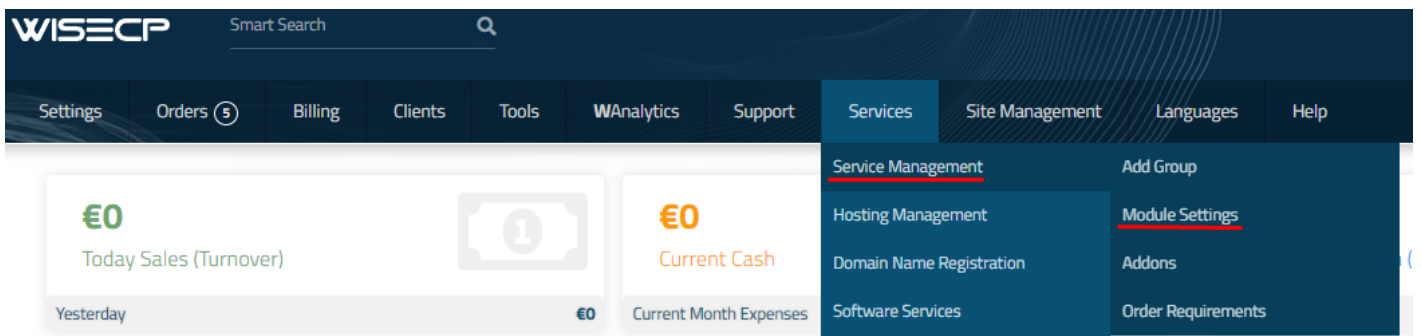 WISECP
Smart Search
Settings Orders 5 Billing Clients Tools WAnalytics Support Services Site Management Languages Help
Service Management Add Group
Hosting Management Module Settings
Domain Name Registration Addons
Software Services Order Requirements
€0
Today Sales (Turnover)
Yesterday €0
€0
Current Cash
Current Month Expenses